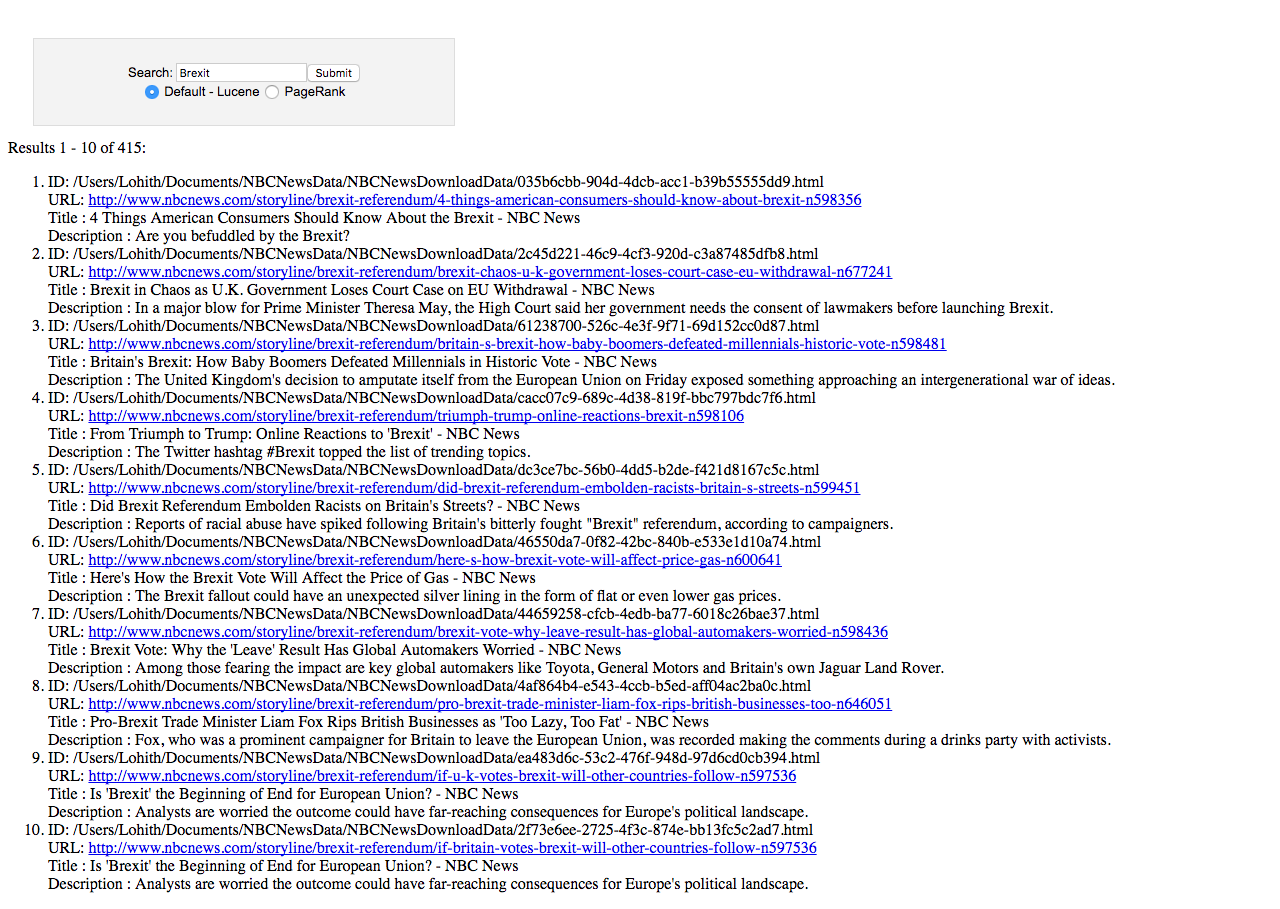 Search: Brexit Submit
Default - Lucene PageRank
Results 1 - 10 of 415:
1. ID: /Users/Lohith/Documents/NBCNewsData/NBCNewsDownloadData/035b6cbb-904d-4dcb-acc1-b39b55555dd9.html
URL: http://www.nbcnews.com/storyline/brexit-referendum/4-things-american-consumers-should-know-about-brexit-n598356
Title : 4 Things American Consumers Should Know About the Brexit - NBC News
Description : Are you befuddled by the Brexit?
2. ID: /Users/Lohith/Documents/NBCNewsData/NBCNewsDownloadData/2c45d221-46c9-4cf3-920d-c3a87485dfb8.html
URL: http://www.nbcnews.com/storyline/brexit-referendum/brexit-chaos-u-k-government-loses-court-case-eu-withdrawal-n677241
Title : Brexit in Chaos as U.K. Government Loses Court Case on EU Withdrawal - NBC News
Description : In a major blow for Prime Minister Theresa May, the High Court said her government needs the consent of lawmakers before launching Brexit.
3. ID: /Users/Lohith/Documents/NBCNewsData/NBCNewsDownloadData/61238700-526c-4e3f-9f71-69d152cc0d87.html
URL: http://www.nbcnews.com/storyline/brexit-referendum/britain-s-brexit-how-baby-boomers-defeated-millennials-historic-vote-n598481
Title : Britain's Brexit: How Baby Boomers Defeated Millennials in Historic Vote - NBC News
Description : The United Kingdom's decision to amputate itself from the European Union on Friday exposed something approaching an intergenerational war of ideas.
4. ID: /Users/Lohith/Documents/NBCNewsData/NBCNewsDownloadData/cacc07c9-689c-4d38-819f-bbc797bdc7f6.html
URL: http://www.nbcnews.com/storyline/brexit-referendum/triumph-trump-online-reactions-brexit-n598106
Title : From Triumph to Trump: Online Reactions to 'Brexit' - NBC News
Description : The Twitter hashtag #Brexit topped the list of trending topics.
5. ID: /Users/Lohith/Documents/NBCNewsData/NBCNewsDownloadData/dc3ce7bc-56b0-4dd5-b2de-f421d8167c5c.html
URL: http://www.nbcnews.com/storyline/brexit-referendum/did-brexit-referendum-embolden-racists-britain-s-streets-n599451
Title : Did Brexit Referendum Embolden Racists on Britain's Streets? - NBC News
Description : Reports of racial abuse have spiked following Britain's bitterly fought "Brexit" referendum, according to campaigners.
6. ID: /Users/Lohith/Documents/NBCNewsData/NBCNewsDownloadData/46550da7-0f82-42bc-840b-e533e1d10a74.html
URL: http://www.nbcnews.com/storyline/brexit-referendum/here-s-how-brexit-vote-will-affect-price-gas-n600641
Title : Here's How the Brexit Vote Will Affect the Price of Gas - NBC News
Description : The Brexit fallout could have an unexpected silver lining in the form of flat or even lower gas prices.
7. ID: /Users/Lohith/Documents/NBCNewsData/NBCNewsDownloadData/44659258-cfcb-4edb-ba77-6018c26bae37.html
URL: http://www.nbcnews.com/storyline/brexit-referendum/brexit-vote-why-leave-result-has-global-automakers-worried-n598436
Title : Brexit Vote: Why the 'Leave' Result Has Global Automakers Worried - NBC News
Description : Among those fearing the impact are key global automakers like Toyota, General Motors and Britain's own Jaguar Land Rover.
8. ID: /Users/Lohith/Documents/NBCNewsData/NBCNewsDownloadData/4af864b4-e543-4ccb-b5ed-aff04ac2ba0c.html
URL: http://www.nbcnews.com/storyline/brexit-referendum/pro-brexit-trade-minister-liam-fox-rips-british-businesses-too-n646051
Title : Pro-Brexit Trade Minister Liam Fox Rips British Businesses as 'Too Lazy, Too Fat' - NBC News
Description : Fox, who was a prominent campaigner for Britain to leave the European Union, was recorded making the comments during a drinks party with activists.
9. ID: /Users/Lohith/Documents/NBCNewsData/NBCNewsDownloadData/ea483d6c-53c2-476f-948d-97d6cd0cb394.html
URL: http://www.nbcnews.com/storyline/brexit-referendum/if-u-k-votes-brexit-will-other-countries-follow-n597536
Title : Is 'Brexit' the Beginning of End for European Union? - NBC News
Description : Analysts are worried the outcome could have far-reaching consequences for Europe's political landscape.
10. ID: /Users/Lohith/Documents/NBCNewsData/NBCNewsDownloadData/2f73e6ee-2725-4f3c-874e-bb13fc5c2ad7.html
URL: http://www.nbcnews.com/storyline/brexit-referendum/if-britain-votes-brexit-will-other-countries-follow-n597536
Title : Is 'Brexit' the Beginning of End for European Union? - NBC News
Description : Analysts are worried the outcome could have far-reaching consequences for Europe's political landscape.